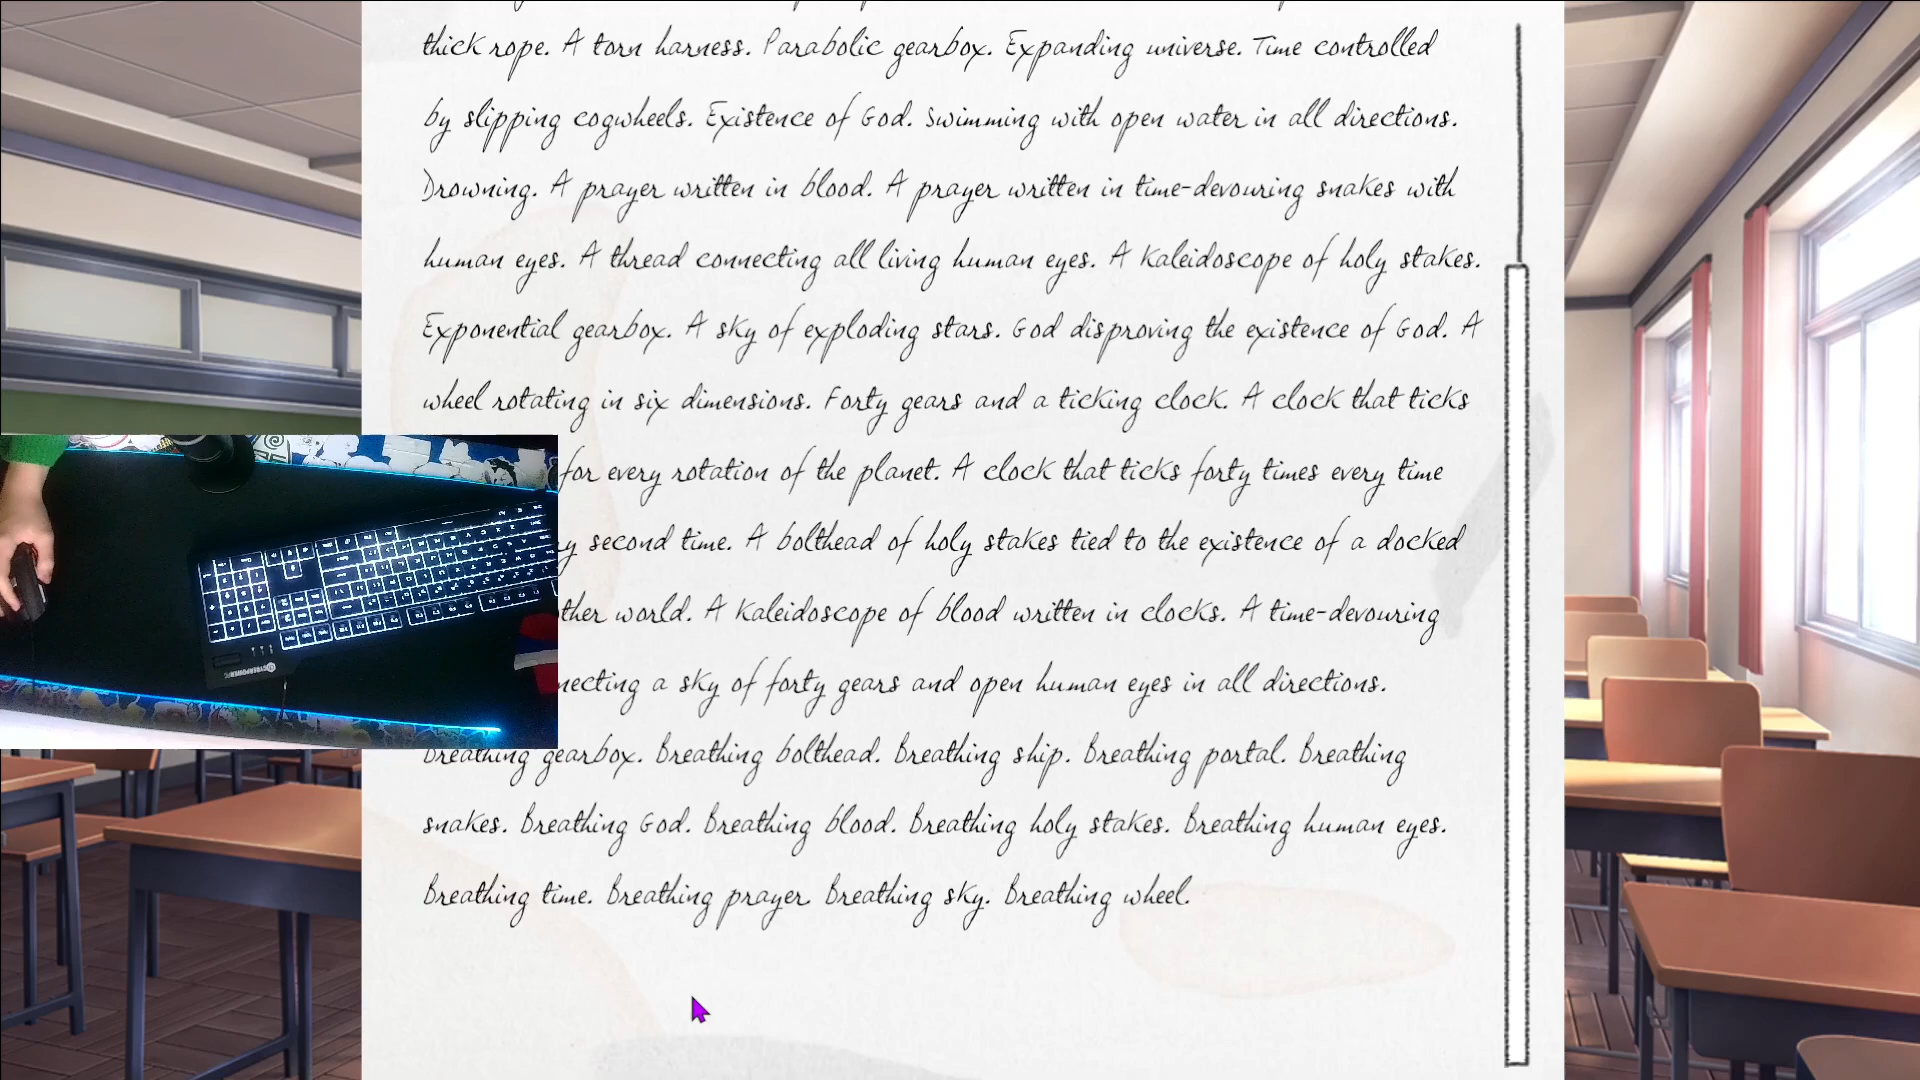 thick rope. A torn harness. Parabolic gearbox. Expanding universe. Time controlled
by slipping cogwheels. Existence of God. Swimming with open water in all directions.
Drowning. A prayer written in blood. A prayer written in time-devouring snakes with
human eyes. A thread connecting all living human eyes. A kaleidoscope of holy stakes.
Exponential gearbox. A sky of exploding stars. God disproving the existence of God. A
wheel rotating in six dimensions. Forty gears and a ticking clock. A clock that ticks
for every rotation of the planet. A clock that ticks forty times every time
second time. A bolthead of holy stakes tied to the existence of a docked
world. A kaleidoscope of blood written in clocks. A time-devouring
a sky of forty gears and open human eyes in all directions.
Breathing gearbox. Breathing bolthead. Breathing ship. Breathing portal. Breathing
snakes. Breathing God. Breathing blood. Breathing holy stakes. Breathing human eyes.
Breathing time. Breathing prayer. Breathing sky. Breathing wheel.
CYBERPOWERPC